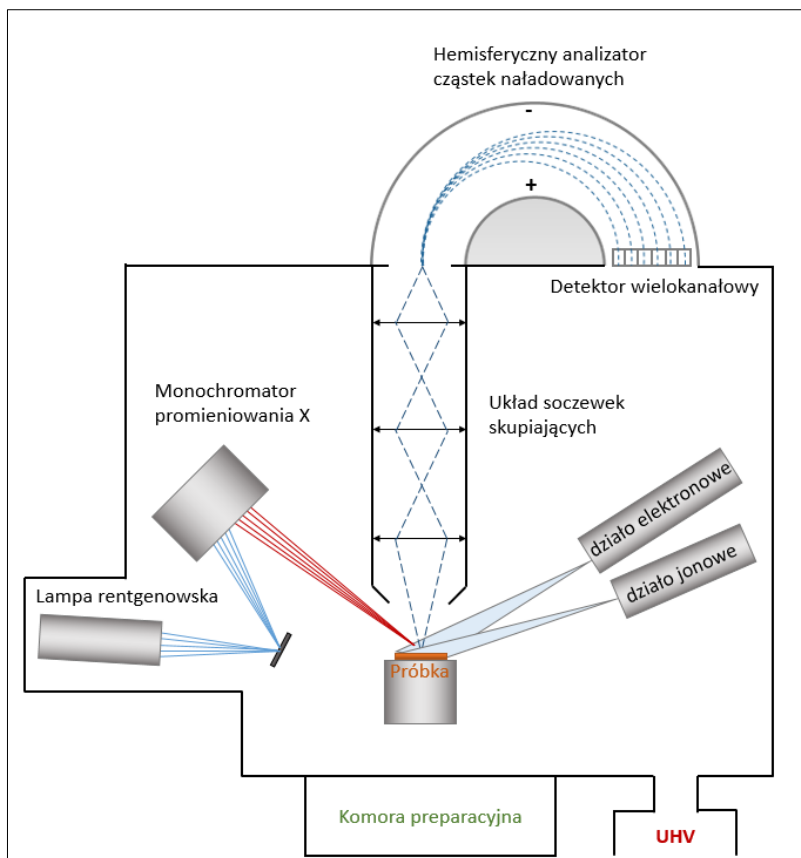 Hemisferyczny analizator
cząstek naładowanych
-
+
Detektor wielokanałowy
Monochromator
promieniowania X
Układ soczewek
skupiających
działo elektronowe
działo jonowe
Lampa rentgenowska
Próbka
Komora preparacyjna
UHV